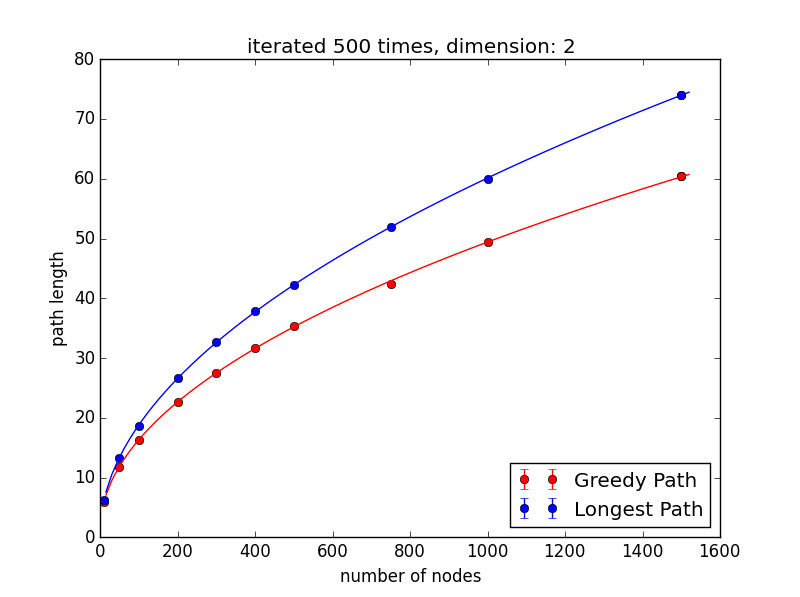 iterated 500 times, dimension: 2
80
70
60
50
40
30
20
10
0
path length
0 200 400 600 800 1000 1200 1400 1600
number of nodes
Greedy Path
Longest Path